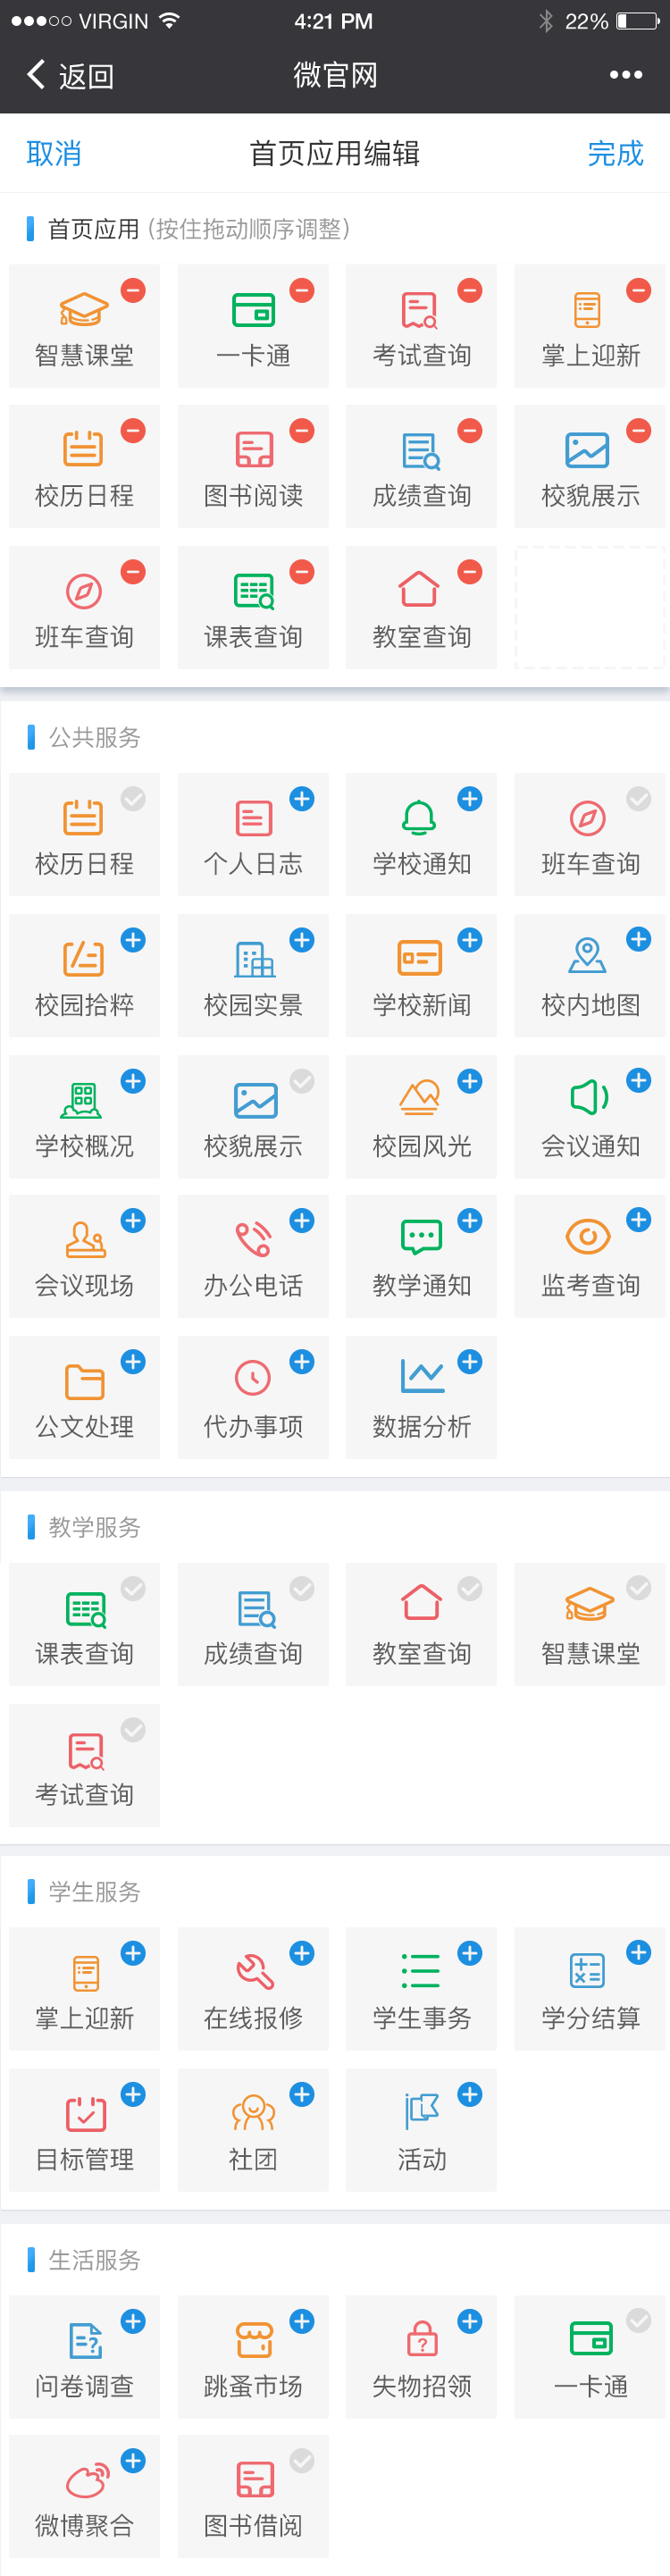 VIRGIN 4:21 PM 22%
返回 微官网
取消 首页应用编辑 完成
首页应用 (按住拖动顺序调整)
智慧课堂 一卡通 考试查询 掌上迎新
校历日程 图书阅读 成绩查询 校貌展示
班车查询 课表查询 教室查询
公共服务
校历日程 个人日志 学校通知 班车查询
校园拾粹 校园实景 学校新闻 校内地图
学校概况 校貌展示 校园风光 会议通知
会议现场 办公电话 教学通知 监考查询
公文处理 代办事项 数据分析
教学服务
课表查询 成绩查询 教室查询 智慧课堂
考试查询
学生服务
掌上迎新 在线报修 学生事务 学分结算
目标管理 社团 活动
生活服务
问卷调查 跳蚤市场 失物招领 一卡通
微博聚合 图书借阅